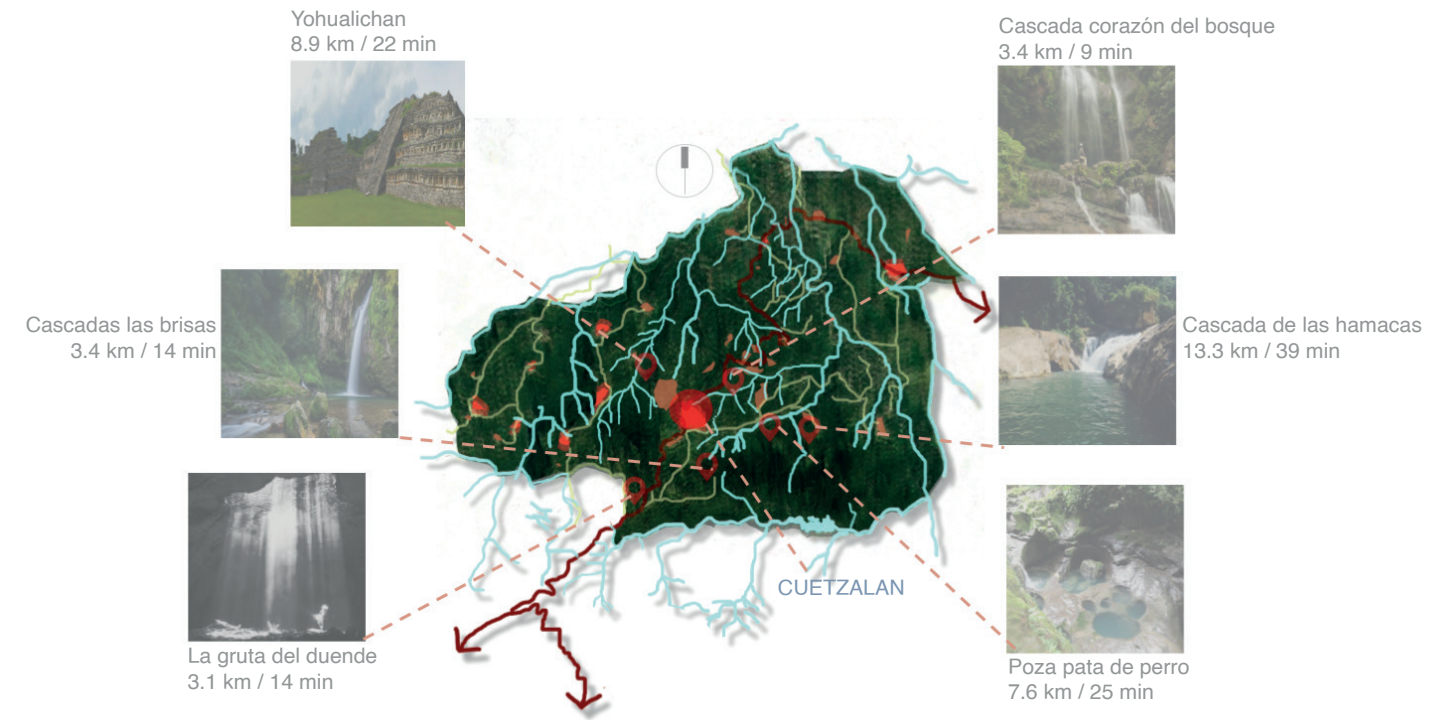 Yohualichan
8.9 km / 22 min
Cascada corazón del bosque
3.4 km / 9 min
Cascadas las brisas
3.4 km / 14 min
Cascada de las hamacas
13.3 km / 39 min
CUETZALAN
La gruta del duende
3.1 km / 14 min
Poza pata de perro
7.6 km / 25 min